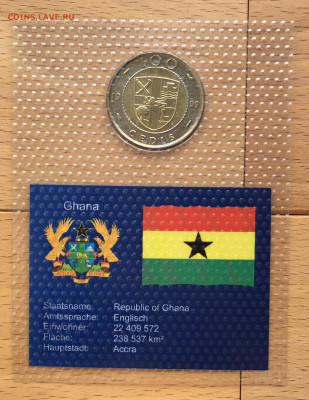 COINS.LAVE.RU
100
CEDIS
Ghana
Staatsname: Republic of Ghana
Amtssprache: Englisch
Einwohner: 22 409 572
Fläche: 238 537 km²
Hauptstadt: Accra